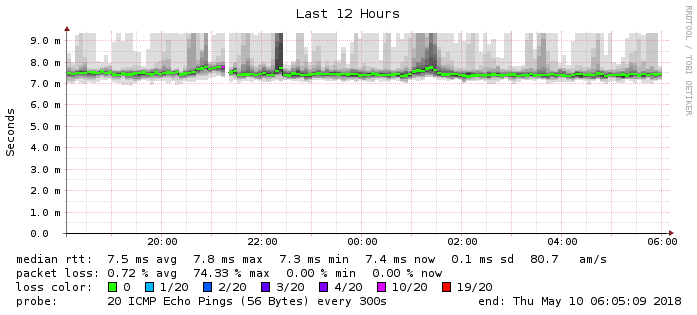 Last 12 Hours
RRDTOOL / TOBI OETIKER
Seconds
9.0 m
8.0 m
7.0 m
6.0 m
5.0 m
4.0 m
3.0 m
2.0 m
1.0 m
0.0
20:00 22:00 00:00 02:00 04:00 06:00
median rtt: 7.5 ms avg 7.8 ms max 7.3 ms min 7.4 ms now 0.1 ms sd 80.7 am/s
packet loss: 0.72 % avg 74.33 % max 0.00 % min 0.00 % now
loss color: 0 1/20 2/20 3/20 4/20 10/20 19/20
probe: 20 ICMP Echo Pings (56 Bytes) every 300s end: Thu May 10 06:05:09 2018